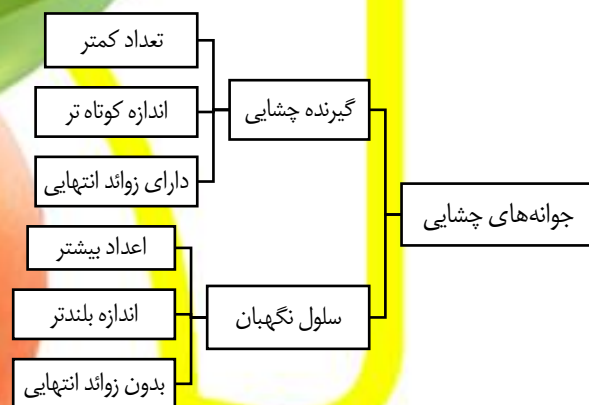 جوانه‌های چشایی
گیرنده چشایی
تعداد کمتر
اندازه کوتاه تر
دارای زوائد انتهایی
سلول نگهبان
اعداد بیشتر
اندازه بلندتر
بدون زوائد انتهایی